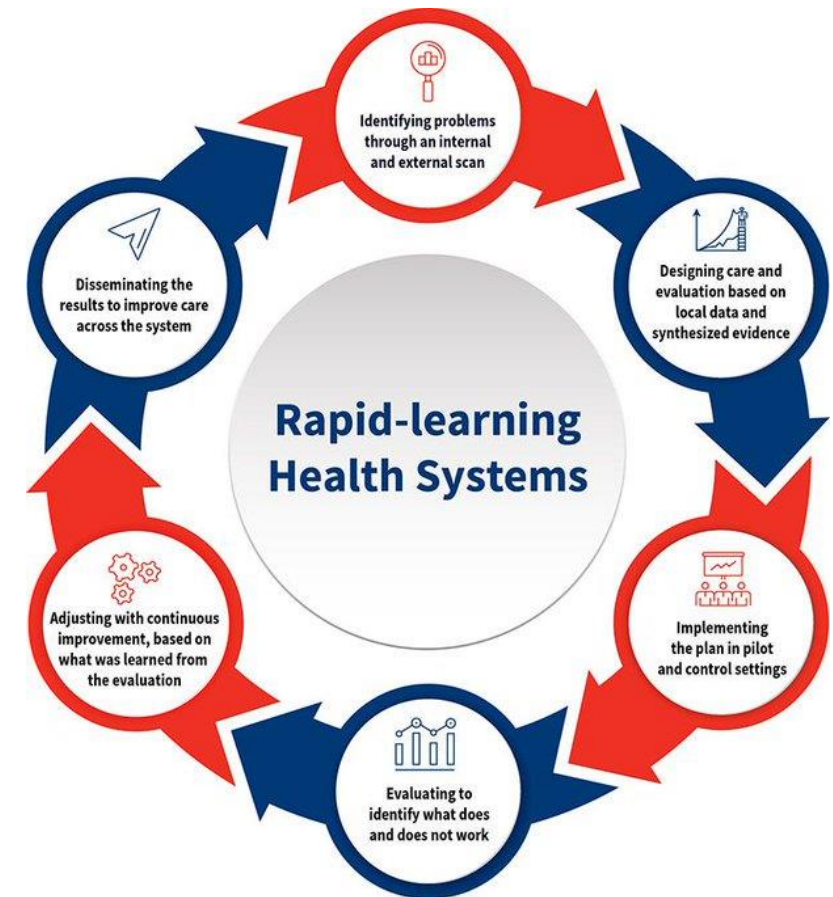 Identifying problems
through an internal
and external scan
Designing care and
evaluation based on
local data and
synthesized evidence
Implementing
the plan in pilot
and control settings
Evaluating to
identify what does
and does not work
Adjusting with continuous
improvement, based on
what was learned from
the evaluation
Disseminating the
results to improve care
across the system
Rapid-learning
Health Systems